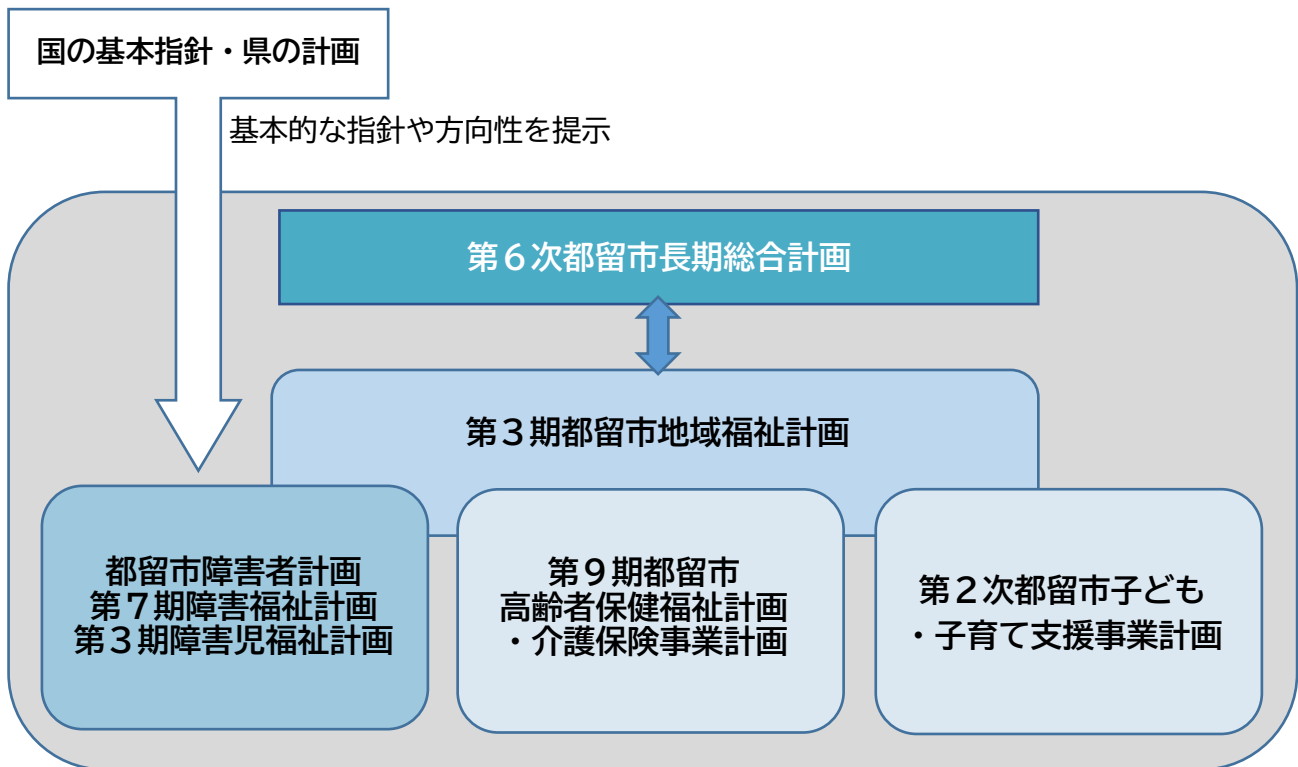 国の基本指針・県の計画
基本的な指針や方向性を提示
第６次都留市長期総合計画
第３期都留市地域福祉計画
都留市障害者計画
第７期障害福祉計画
第３期障害児福祉計画
第９期都留市
高齢者保健福祉計画
・介護保険事業計画
第２次都留市子ども
・子育て支援事業計画